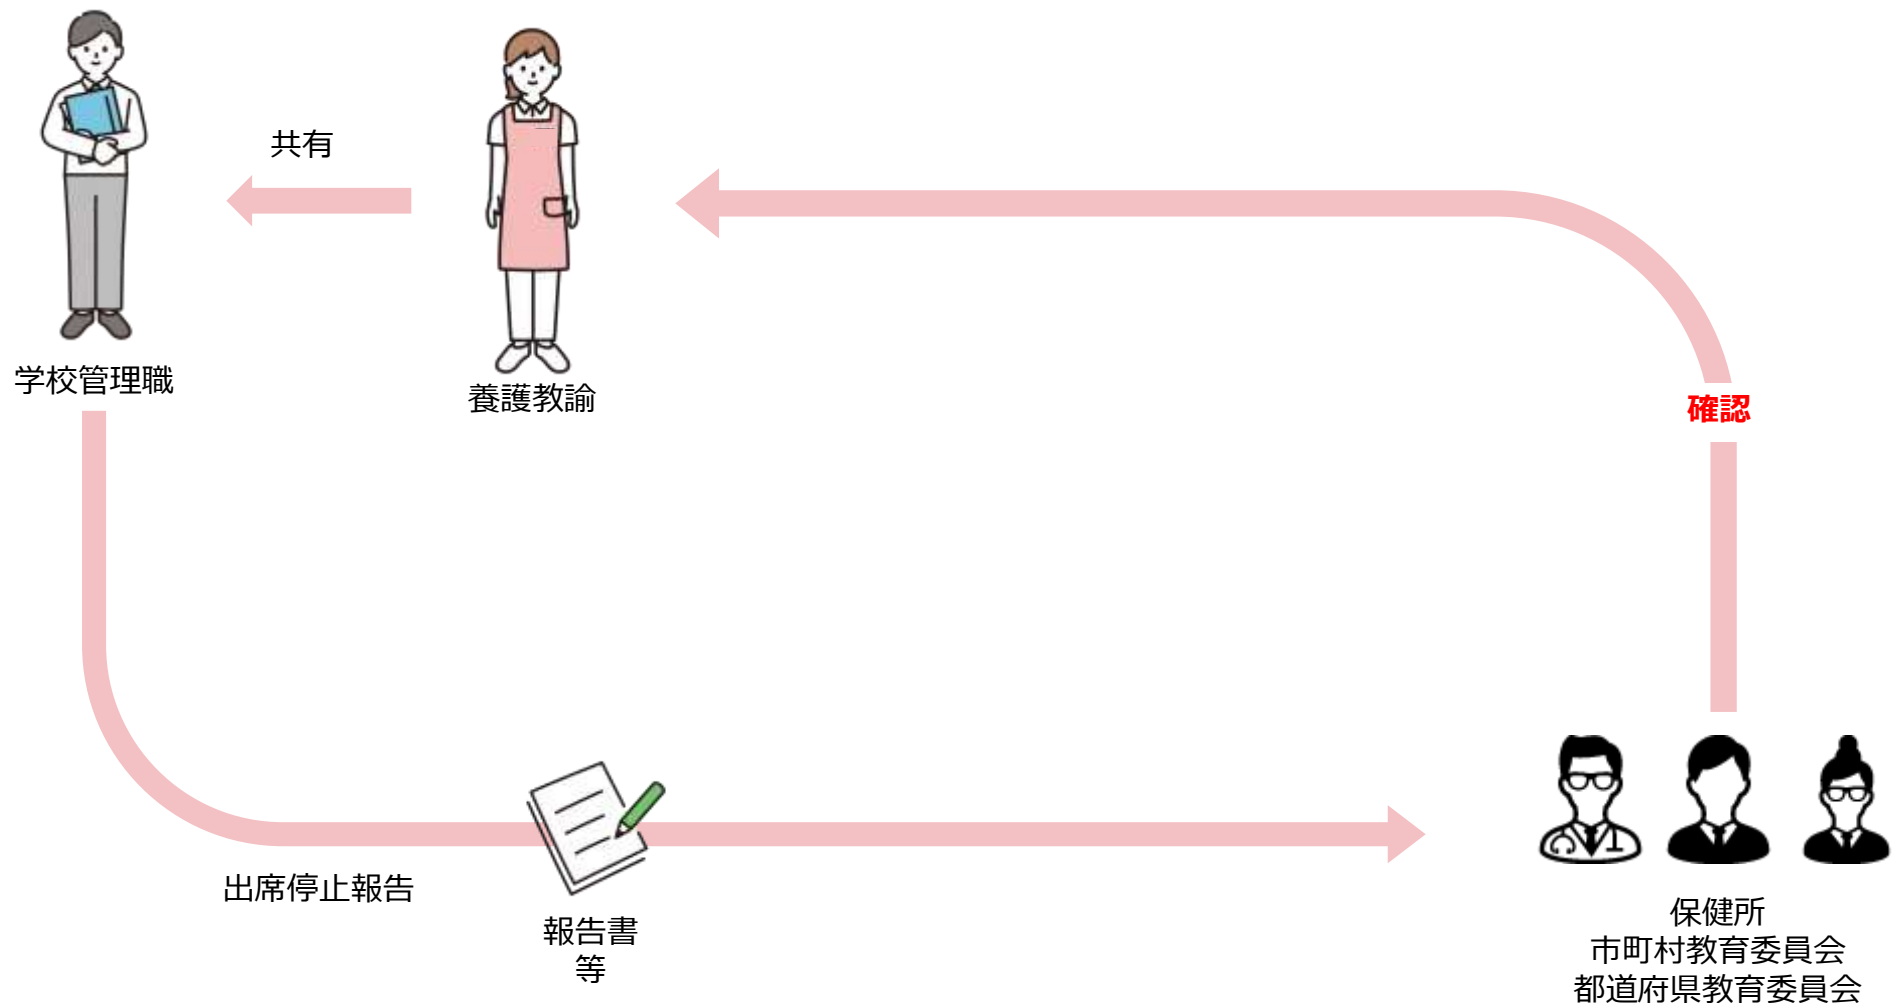 共有
学校管理職
養護教諭
確認
出席停止報告
報告書
等
保健所
市町村教育委員会
都道府県教育委員会